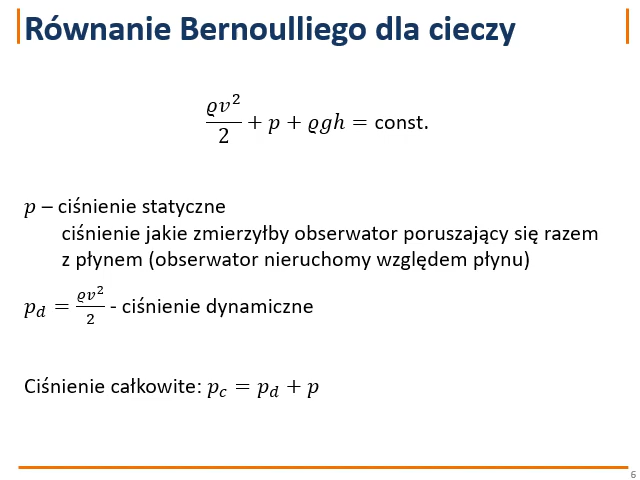 Równanie Bernoulliego dla cieczy
ϱv²/2 + p + ϱgh = const.
p – ciśnienie statyczne
ciśnienie jakie zmierzyłby obserwator poruszający się razem
z płynem (obserwator nieruchomy względem płynu)
p_d = ϱv²/2 - ciśnienie dynamiczne
Ciśnienie całkowite: p_c = p_d + p
6